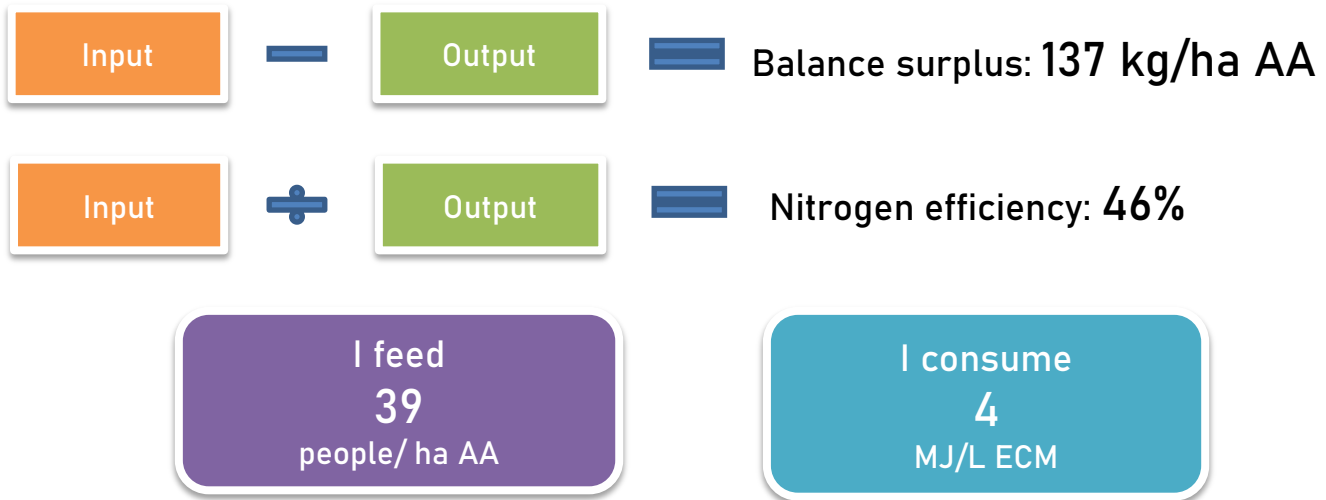 Input Output Balance surplus: 137 kg/ha AA
Input Output Nitrogen efficiency: 46%
I feed
39
people/ ha AA
I consume
4
MJ/L ECM